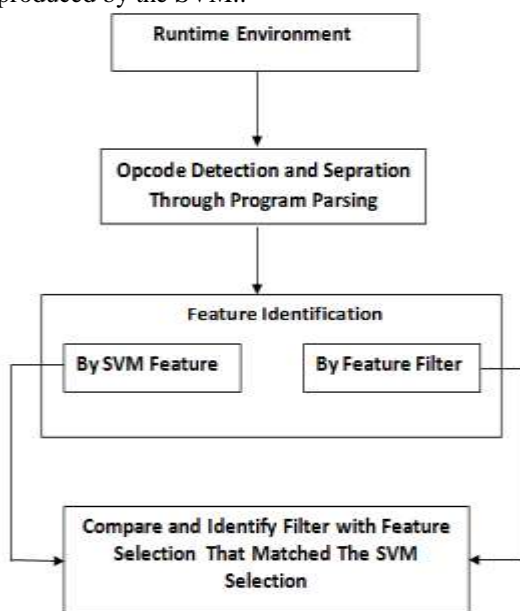 produced by the SVM..
Runtime Environment
Opcode Detection and Sepration
Through Program Parsing
Feature Identification
By SVM Feature
By Feature Filter
Compare and Identify Filter with Feature
Selection That Matched The SVM
Selection